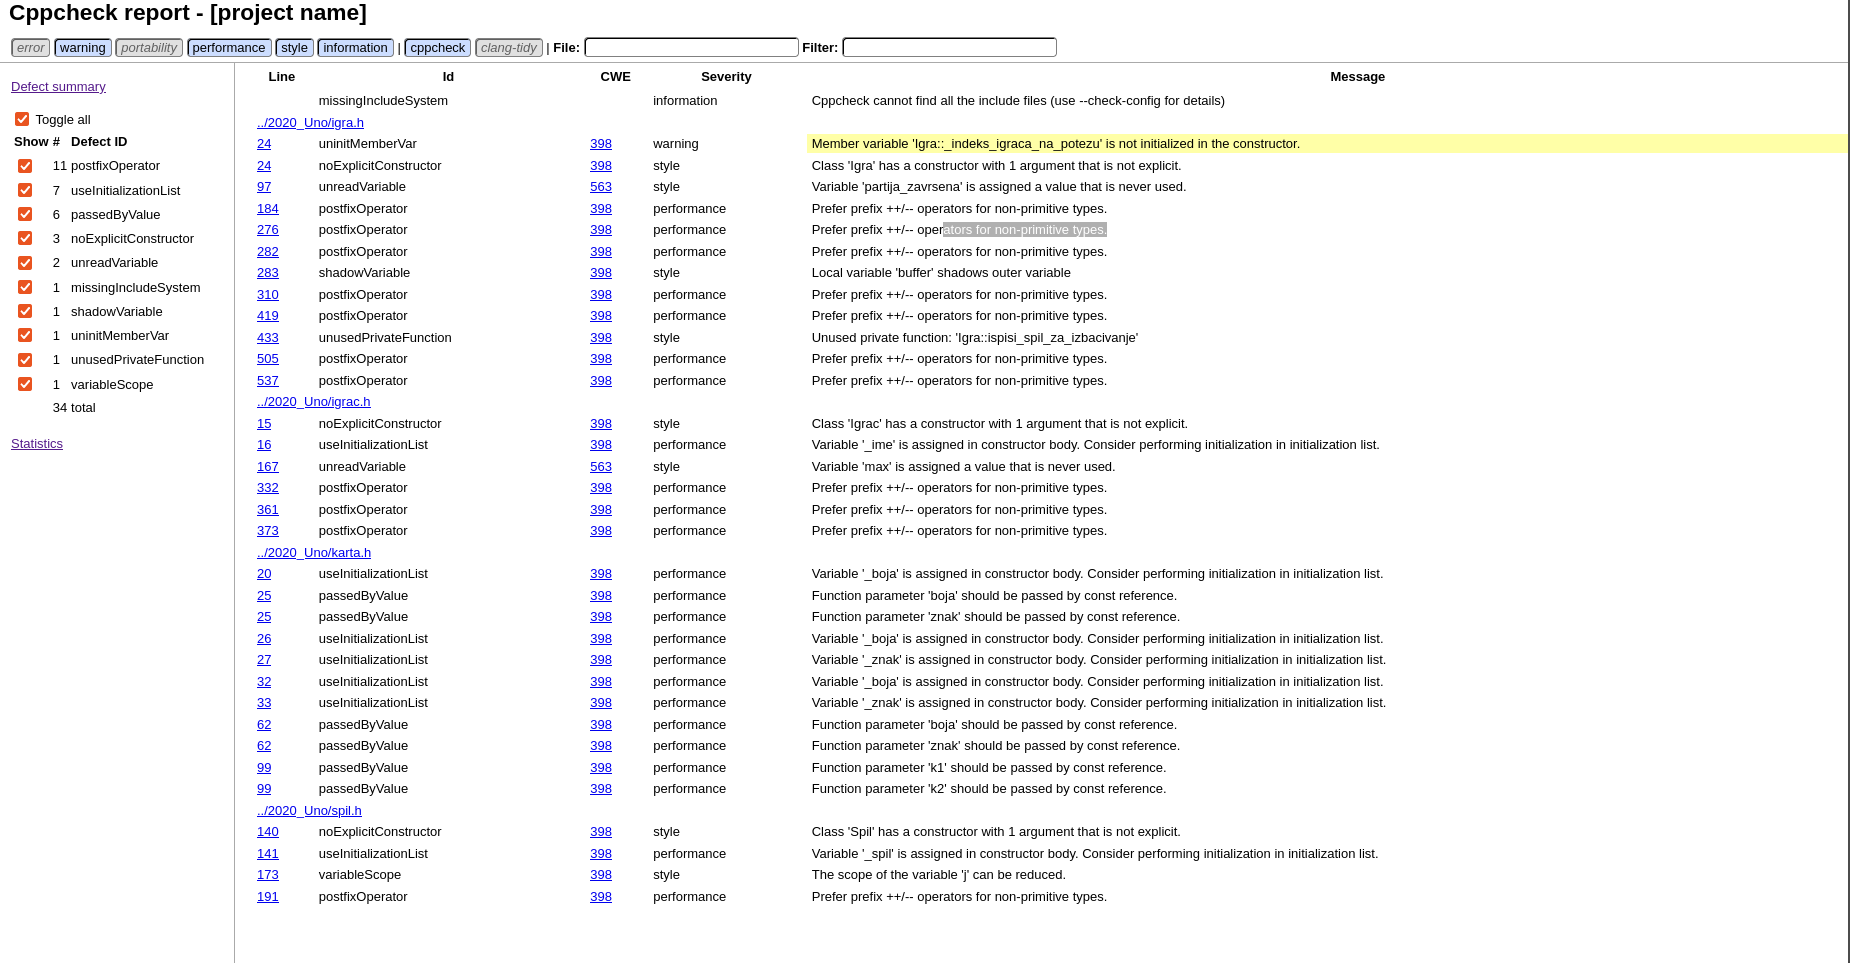 Cppcheck report - [project name]
error warning portability performance style information | cppcheck clang-tidy | File: Filter:
Defect summary
Toggle all
Show # Defect ID
11 postfixOperator
7 useInitializationList
6 passedByValue
3 noExplicitConstructor
2 unreadVariable
1 missingIncludeSystem
1 shadowVariable
1 uninitMemberVar
1 unusedPrivateFunction
1 variableScope
34 total
Statistics
Line Id CWE Severity Message
missingIncludeSystem information Cppcheck cannot find all the include files (use --check-config for details)
../2020_Uno/igra.h
24 uninitMemberVar 398 warning Member variable 'Igra::_indeks_igraca_na_potezu' is not initialized in the constructor.
24 noExplicitConstructor 398 style Class 'Igra' has a constructor with 1 argument that is not explicit.
97 unreadVariable 563 style Variable 'partija_zavrsena' is assigned a value that is never used.
184 postfixOperator 398 performance Prefer prefix ++/-- operators for non-primitive types.
276 postfixOperator 398 performance Prefer prefix ++/-- operators for non-primitive types.
282 postfixOperator 398 performance Prefer prefix ++/-- operators for non-primitive types.
283 shadowVariable 398 style Local variable 'buffer' shadows outer variable
310 postfixOperator 398 performance Prefer prefix ++/-- operators for non-primitive types.
419 postfixOperator 398 performance Prefer prefix ++/-- operators for non-primitive types.
433 unusedPrivateFunction 398 style Unused private function: 'Igra::ispisi_spil_za_izbacivanje'
505 postfixOperator 398 performance Prefer prefix ++/-- operators for non-primitive types.
537 postfixOperator 398 performance Prefer prefix ++/-- operators for non-primitive types.
../2020_Uno/igrac.h
15 noExplicitConstructor 398 style Class 'Igrac' has a constructor with 1 argument that is not explicit.
16 useInitializationList 398 performance Variable '_ime' is assigned in constructor body. Consider performing initialization in initialization list.
167 unreadVariable 563 style Variable 'max' is assigned a value that is never used.
332 postfixOperator 398 performance Prefer prefix ++/-- operators for non-primitive types.
361 postfixOperator 398 performance Prefer prefix ++/-- operators for non-primitive types.
373 postfixOperator 398 performance Prefer prefix ++/-- operators for non-primitive types.
../2020_Uno/karta.h
20 useInitializationList 398 performance Variable '_boja' is assigned in constructor body. Consider performing initialization in initialization list.
25 passedByValue 398 performance Function parameter 'boja' should be passed by const reference.
25 passedByValue 398 performance Function parameter 'znak' should be passed by const reference.
26 useInitializationList 398 performance Variable '_boja' is assigned in constructor body. Consider performing initialization in initialization list.
27 useInitializationList 398 performance Variable '_znak' is assigned in constructor body. Consider performing initialization in initialization list.
32 useInitializationList 398 performance Variable '_boja' is assigned in constructor body. Consider performing initialization in initialization list.
33 useInitializationList 398 performance Variable '_znak' is assigned in constructor body. Consider performing initialization in initialization list.
62 passedByValue 398 performance Function parameter 'boja' should be passed by const reference.
62 passedByValue 398 performance Function parameter 'znak' should be passed by const reference.
99 passedByValue 398 performance Function parameter 'k1' should be passed by const reference.
99 passedByValue 398 performance Function parameter 'k2' should be passed by const reference.
../2020_Uno/spil.h
140 noExplicitConstructor 398 style Class 'Spil' has a constructor with 1 argument that is not explicit.
141 useInitializationList 398 performance Variable '_spil' is assigned in constructor body. Consider performing initialization in initialization list.
173 variableScope 398 style The scope of the variable 'j' can be reduced.
191 postfixOperator 398 performance Prefer prefix ++/-- operators for non-primitive types.